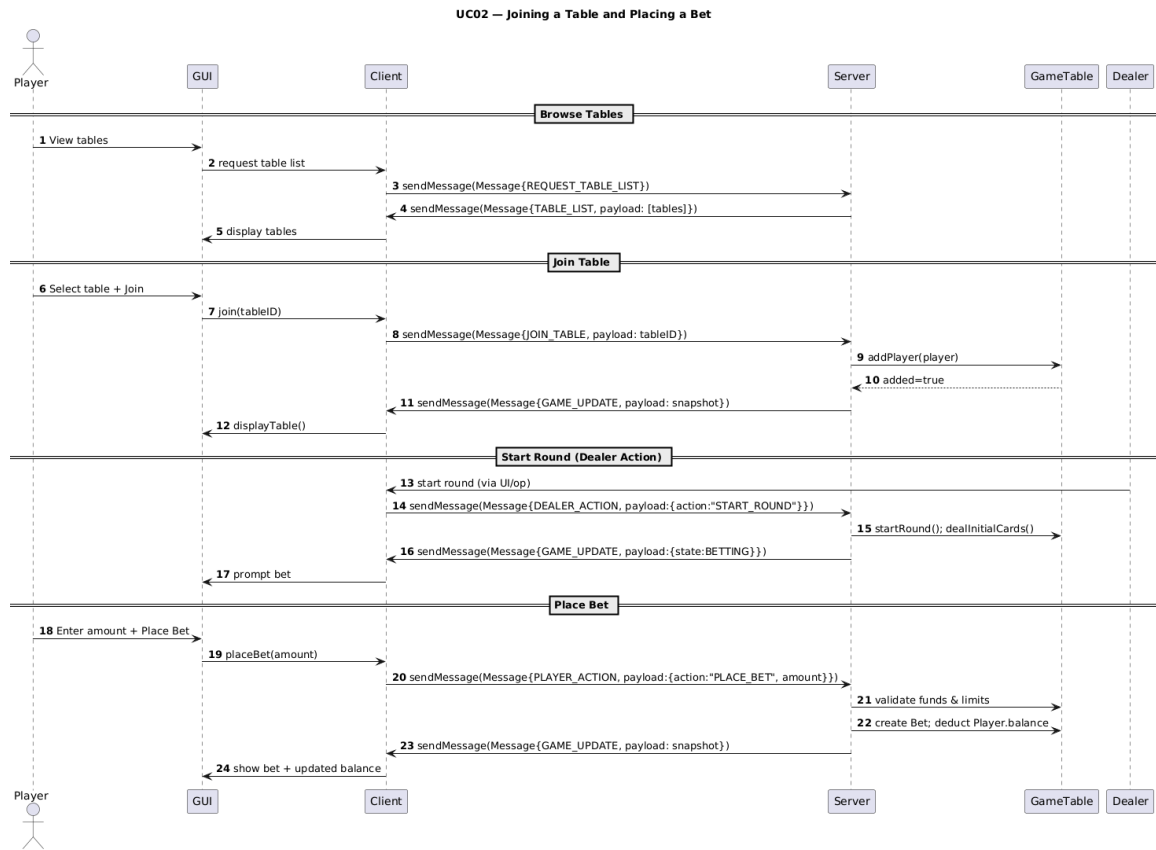 UC02 — Joining a Table and Placing a Bet
Player
GUI
Client
Server
GameTable
Dealer
Browse Tables
1 View tables
2 request table list
3 sendMessage(Message{REQUEST_TABLE_LIST})
4 sendMessage(Message{TABLE_LIST, payload: [tables]})
5 display tables
Join Table
6 Select table + Join
7 join(tableID)
8 sendMessage(Message{JOIN_TABLE, payload: tableID})
9 addPlayer(player)
10 added=true
11 sendMessage(Message{GAME_UPDATE, payload: snapshot})
12 displayTable()
Start Round (Dealer Action)
13 start round (via UI/op)
14 sendMessage(Message{DEALER_ACTION, payload:{action:"START_ROUND"}})
15 startRound(); dealInitialCards()
16 sendMessage(Message{GAME_UPDATE, payload:{state:BETTING}})
17 prompt bet
Place Bet
18 Enter amount + Place Bet
19 placeBet(amount)
20 sendMessage(Message{PLAYER_ACTION, payload:{action:"PLACE_BET", amount}})
21 validate funds & limits
22 create Bet; deduct Player.balance
23 sendMessage(Message{GAME_UPDATE, payload: snapshot})
24 show bet + updated balance
Player
GUI
Client
Server
GameTable
Dealer